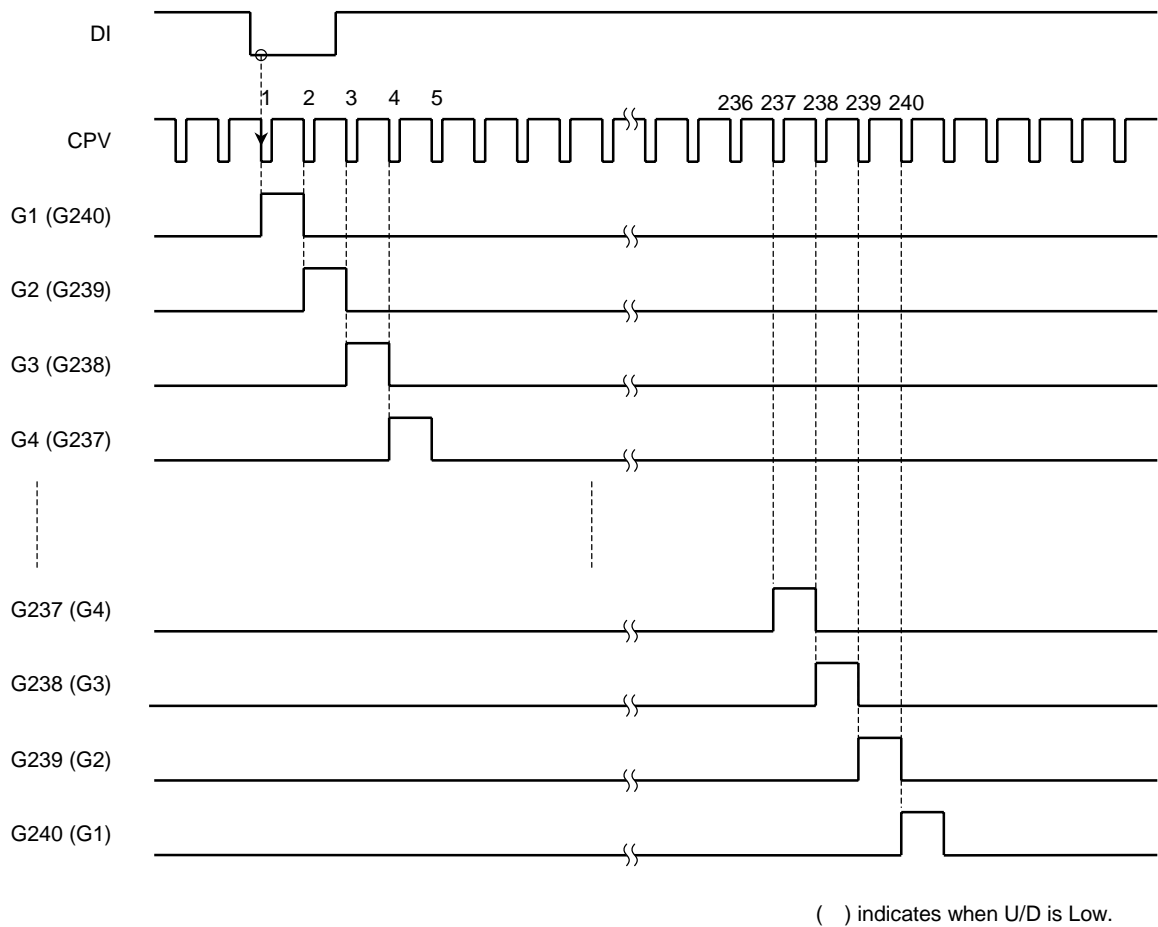 DI
1 2 3 4 5 236 237 238 239 240
CPV
G1 (G240)
G2 (G239)
G3 (G238)
G4 (G237)
G237 (G4)
G238 (G3)
G239 (G2)
G240 (G1)
( ) indicates when U/D is Low.